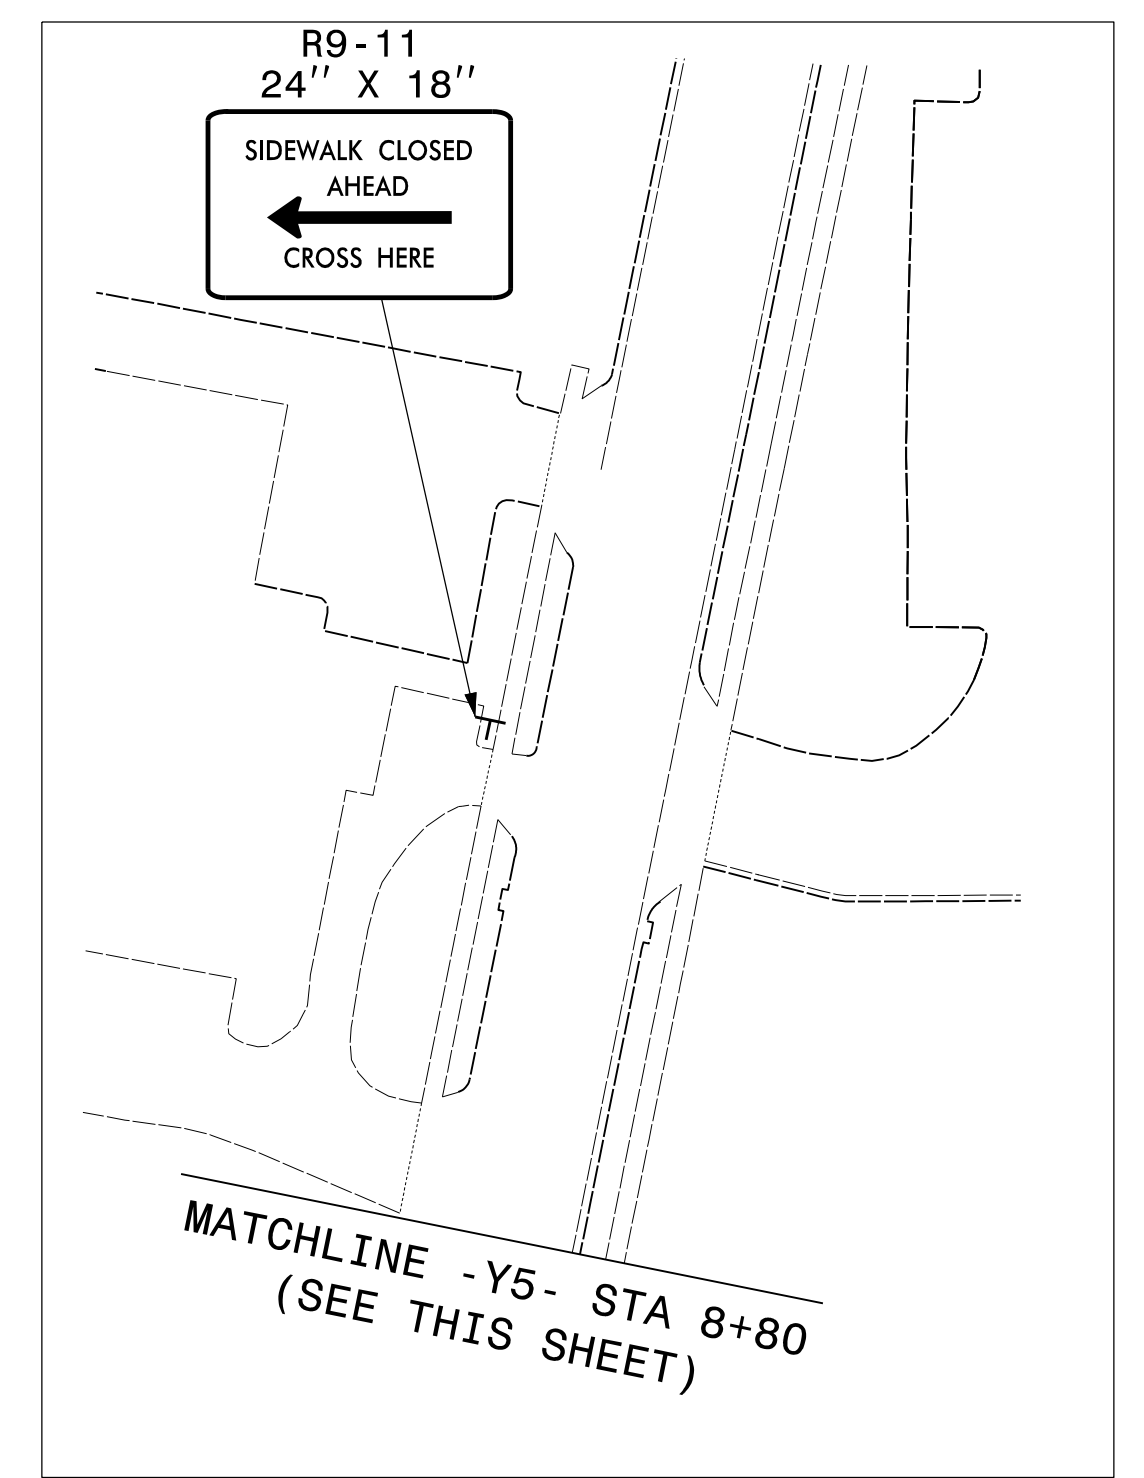 R9-11
24" X 18"
SIDEWALK CLOSED
AHEAD
CROSS HERE
MATCHLINE -Y5- STA 8+80
(SEE THIS SHEET)